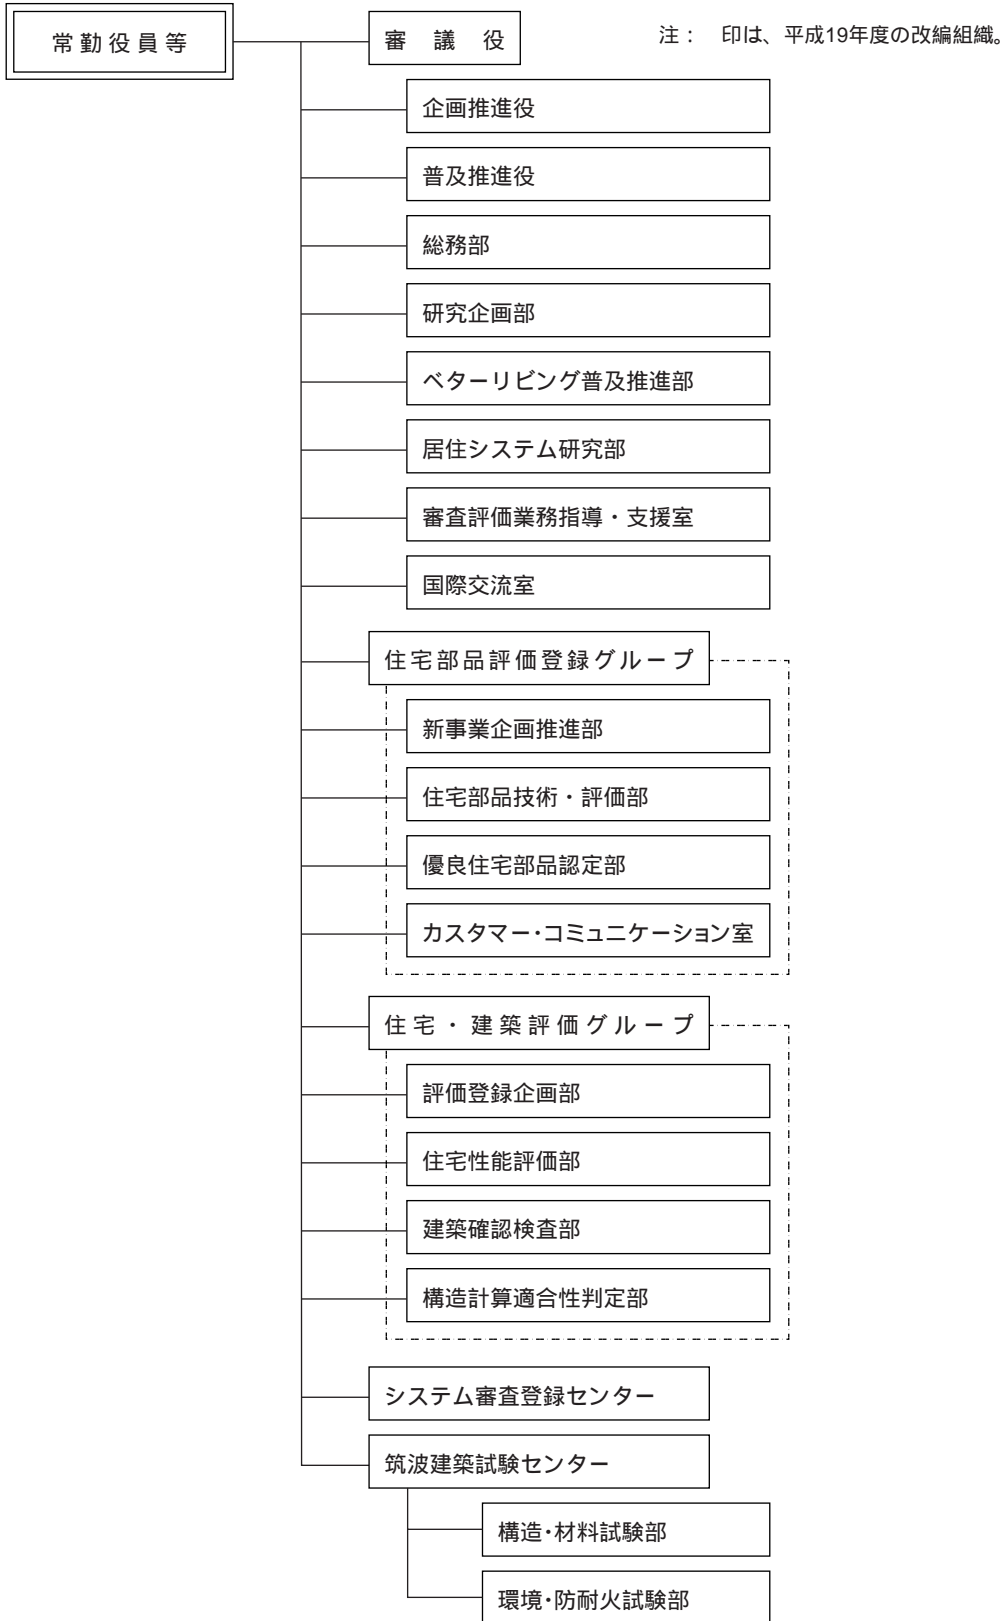 常勤役員等
審議役
注： 印は、平成19年度の改編組織。
企画推進役
普及推進役
総務部
研究企画部
ベターリビング普及推進部
居住システム研究部
審査評価業務指導・支援室
国際交流室
住宅部品評価登録グループ
新事業企画推進部
住宅部品技術・評価部
優良住宅部品認定部
カスタマー・コミュニケーション室
住宅・建築評価グループ
評価登録企画部
住宅性能評価部
建築確認検査部
構造計算適合性判定部
システム審査登録センター
筑波建築試験センター
構造・材料試験部
環境・防耐火試験部